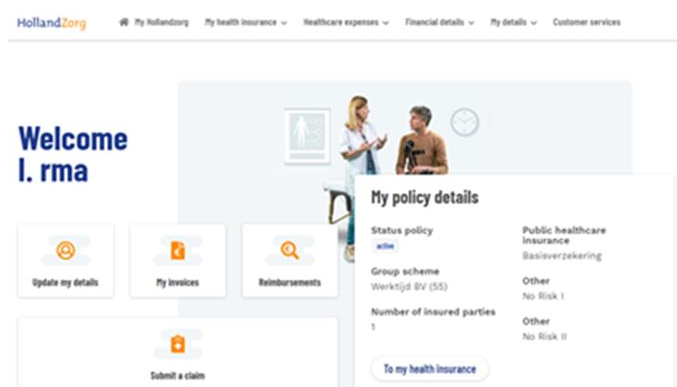 HollandZorg
My Hollandzorg
My health insurance
Healthcare expenses
Financial details
My details
Customer services
Welcome
I. rma
Update my details
My invoices
Reimbursements
Submit a claim
My policy details
Status policy
active
Group scheme
Werktijd BV (55)
Number of insured parties
1
Public healthcare
insurance
Basisverzekering
Other
No Risk I
Other
No Risk II
To my health insurance